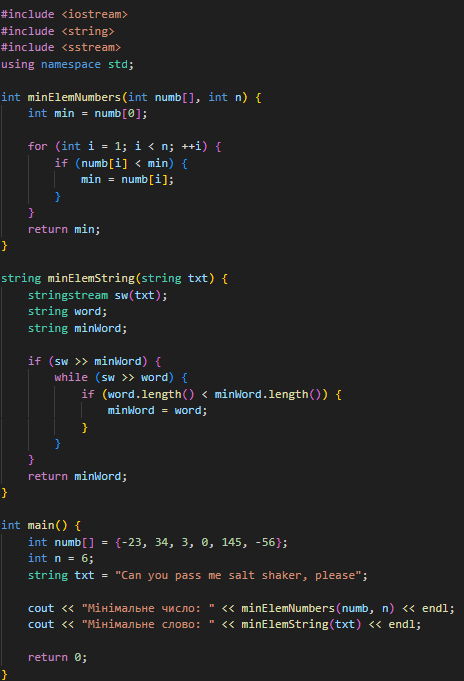 #include <iostream>
#include <string>
#include <sstream>
using namespace std;

int minElemNumbers(int numb[], int n) {
    int min = numb[0];

    for (int i = 1; i < n; ++i) {
        if (numb[i] < min) {
            min = numb[i];
        }
    }
    return min;
}

string minElemString(string txt) {
    stringstream sw(txt);
    string word;
    string minWord;

    if (sw >> minWord) {
        while (sw >> word) {
            if (word.length() < minWord.length()) {
                minWord = word;
            }
        }
    }
    return minWord;
}

int main() {
    int numb[] = {-23, 34, 3, 0, 145, -56};
    int n = 6;
    string txt = "Can you pass me salt shaker, please";

    cout << "Мінімальне число: " << minElemNumbers(numb, n) << endl;
    cout << "Мінімальне слово: " << minElemString(txt) << endl;

    return 0;
}